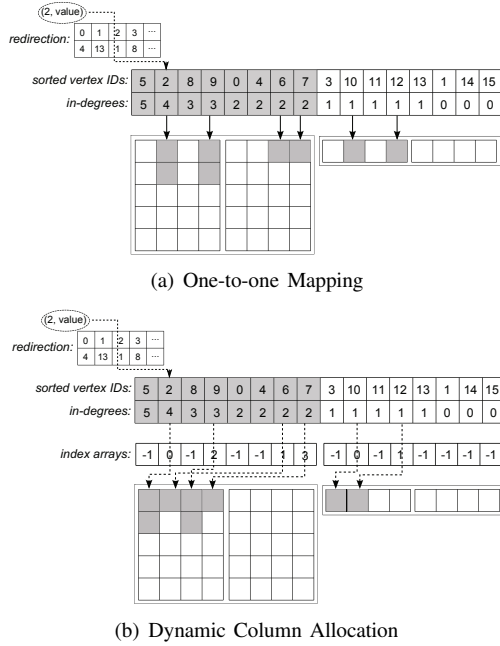 (2, value)
redirection:
0 1 2 3 ...
4 13 1 8 ...
sorted vertex IDs: 5 2 8 9 0 4 6 7 3 10 11 12 13 1 14 15
in-degrees: 5 4 3 3 2 2 2 2 1 1 1 1 1 0 0 0
(a) One-to-one Mapping
(2, value)
redirection:
0 1 2 3 ...
4 13 1 8 ...
sorted vertex IDs: 5 2 8 9 0 4 6 7 3 10 11 12 13 1 14 15
in-degrees: 5 4 3 3 2 2 2 2 1 1 1 1 1 0 0 0
index arrays: -1 0 -1 2 -1 -1 1 3 -1 0 -1 1 -1 -1 -1 -1
(b) Dynamic Column Allocation